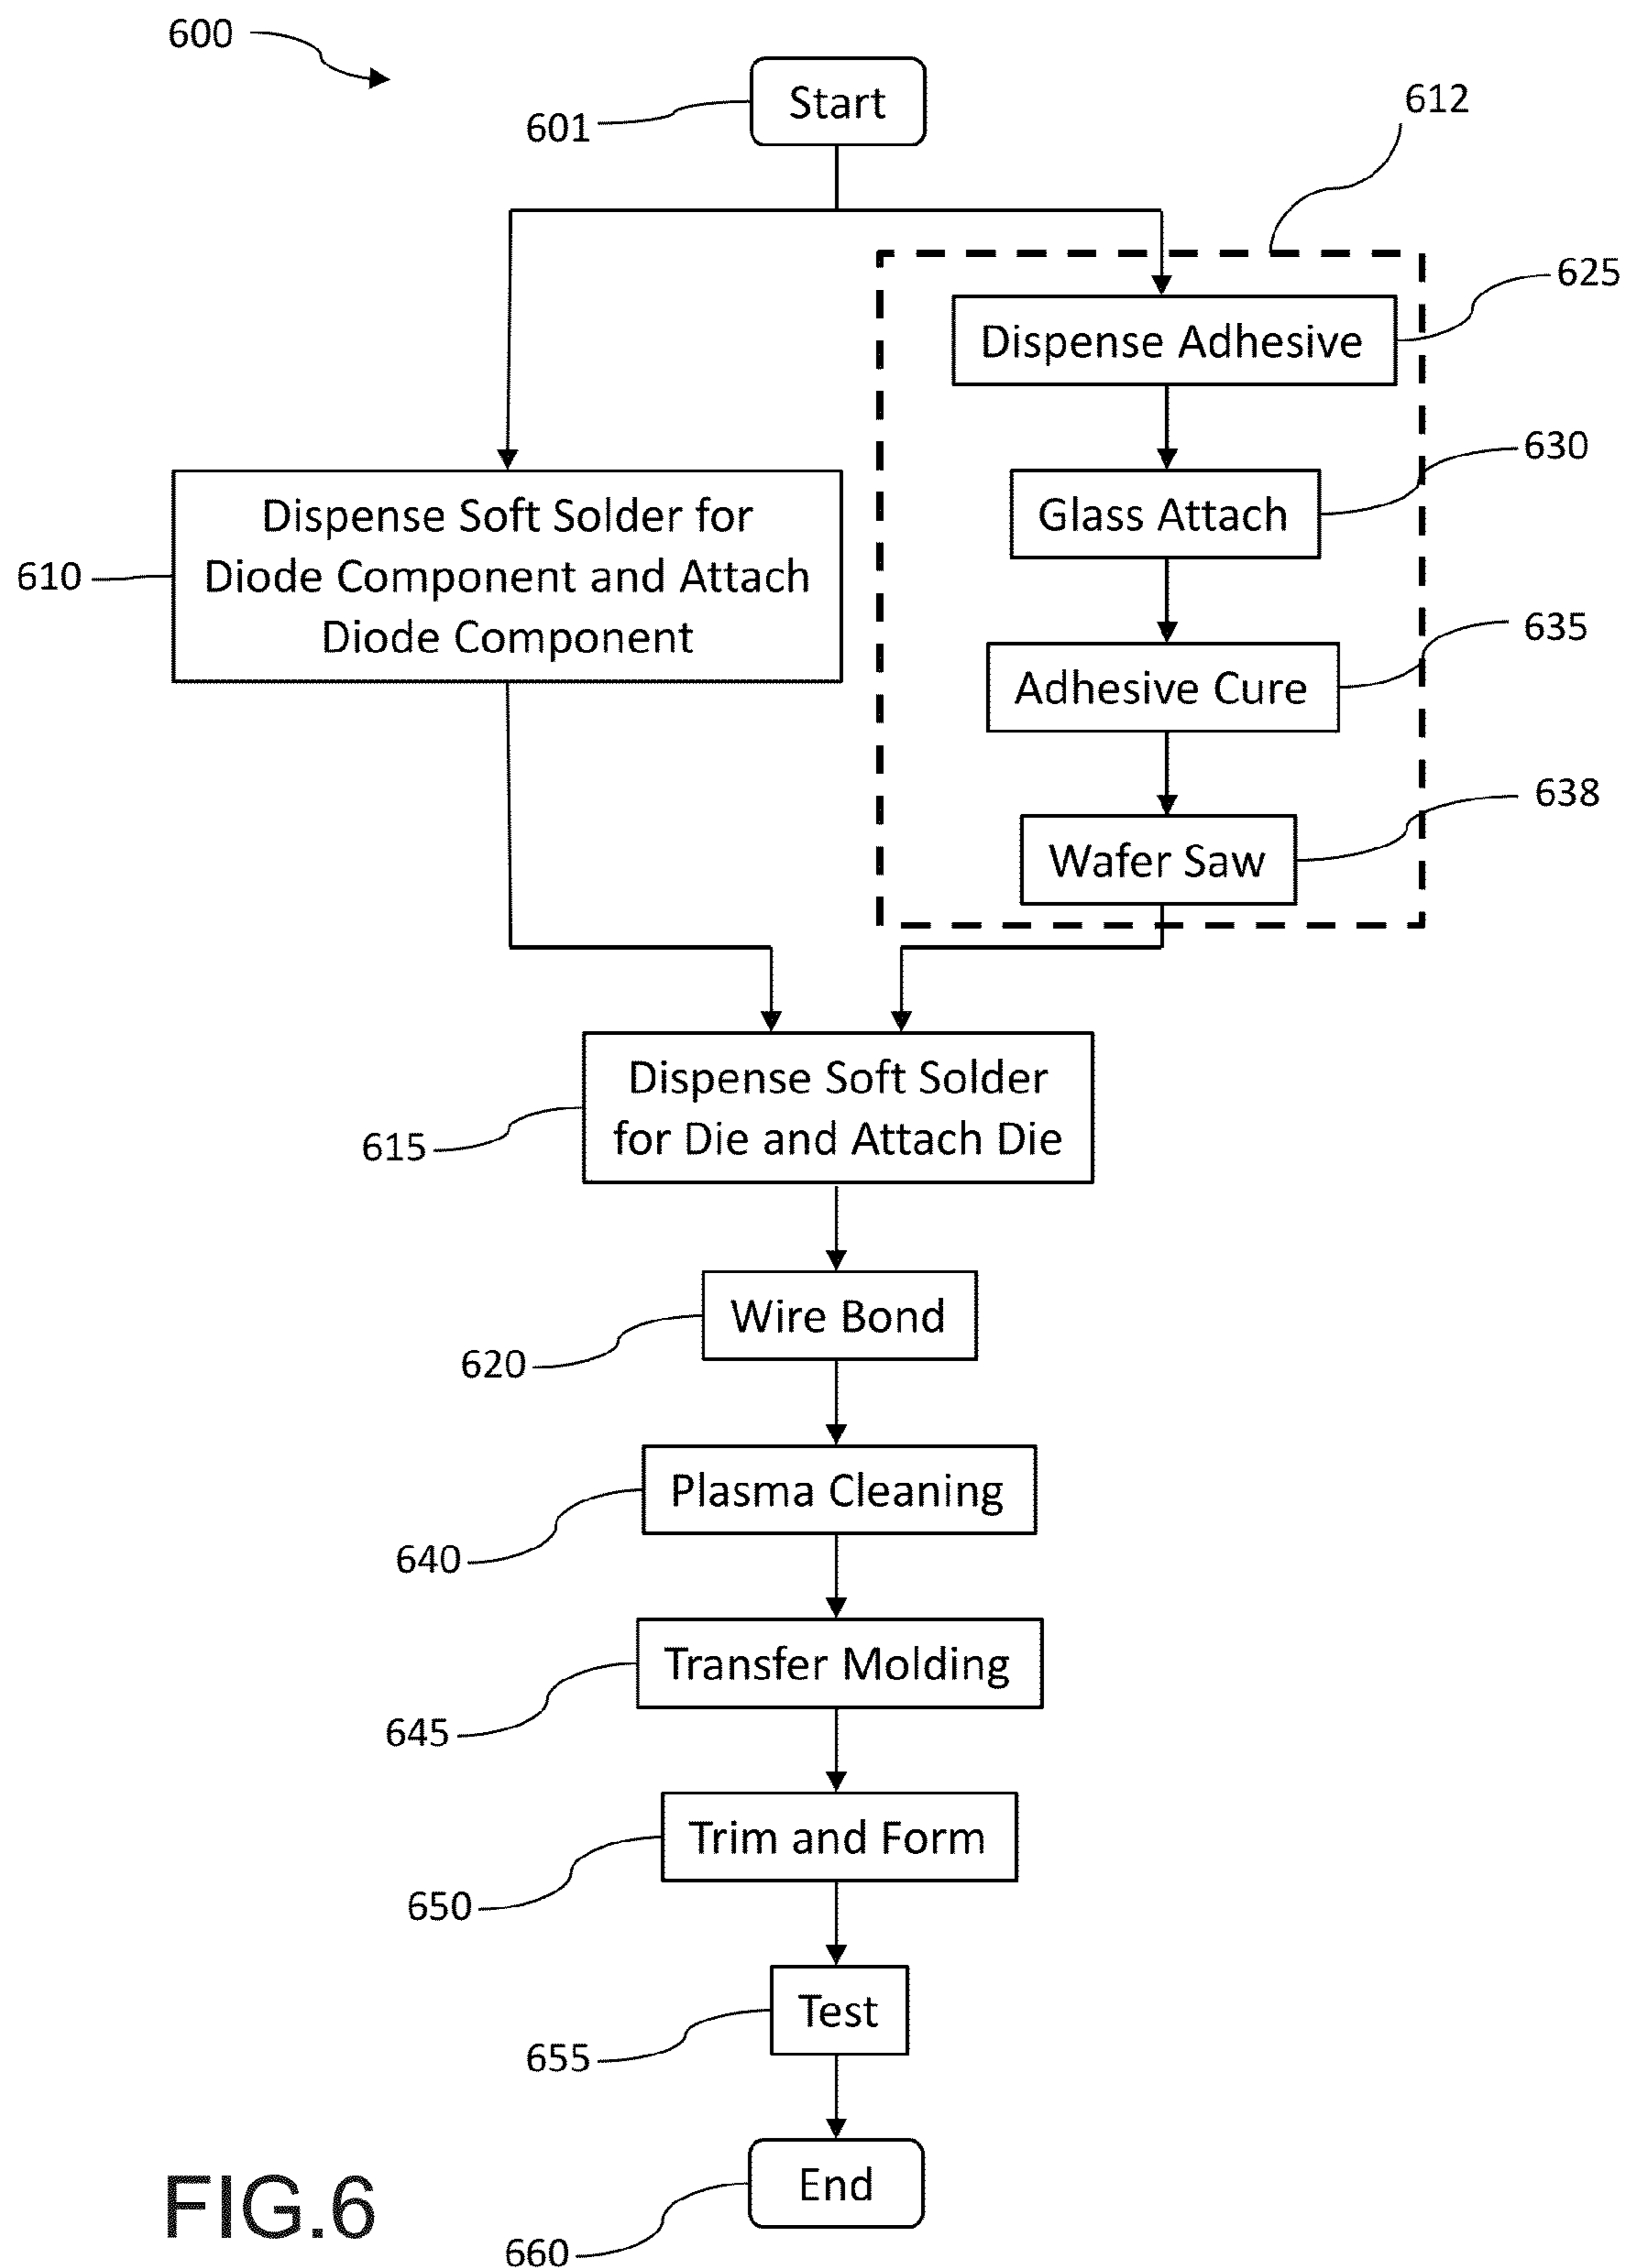 600
Start
601
612
Dispense Adhesive
625
Glass Attach
630
Dispense Soft Solder for
Diode Component and Attach
Diode Component
610
Adhesive Cure
635
Wafer Saw
638
Dispense Soft Solder
for Die and Attach Die
615
Wire Bond
620
Plasma Cleaning
640
Transfer Molding
645
Trim and Form
650
Test
655
End
660
FIG.6